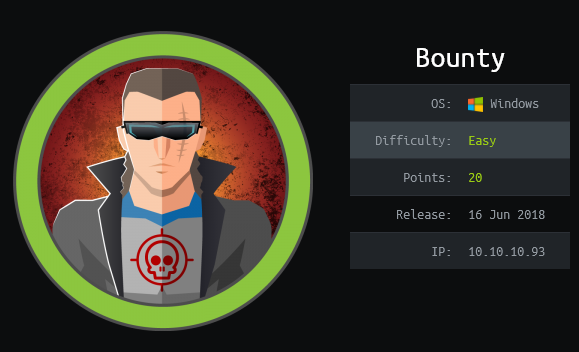 Bounty
OS: Windows
Difficulty: Easy
Points: 20
Release: 16 Jun 2018
IP: 10.10.10.93